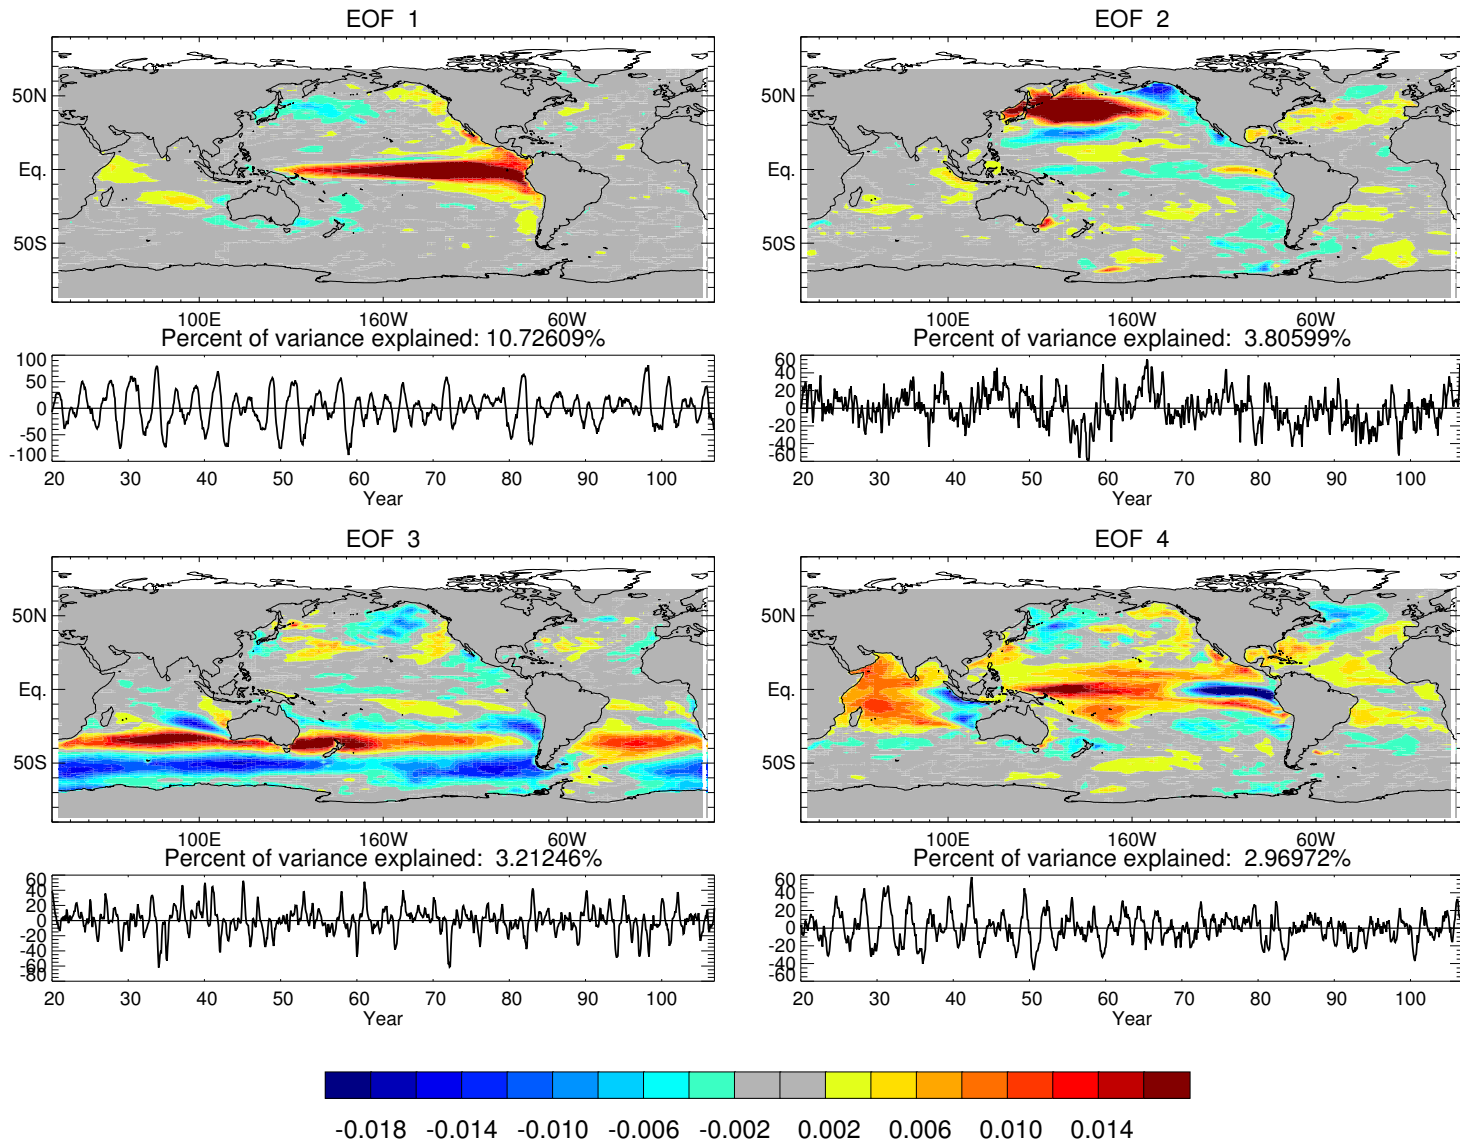 EOF 1
50N
Eq.
50S
100E 160W 60W
Percent of variance explained: 10.72609%
100
50
0
-50
-100
20 30 40 50 60 70 80 90 100
Year
EOF 2
50N
Eq.
50S
100E 160W 60W
Percent of variance explained: 3.80599%
60
40
20
0
-20
-40
-60
20 30 40 50 60 70 80 90 100
Year
EOF 3
50N
Eq.
50S
100E 160W 60W
Percent of variance explained: 3.21246%
60
40
20
0
-20
-40
-60
-80
20 30 40 50 60 70 80 90 100
Year
EOF 4
50N
Eq.
50S
100E 160W 60W
Percent of variance explained: 2.96972%
60
40
20
0
-20
-40
-60
20 30 40 50 60 70 80 90 100
Year
-0.018 -0.014 -0.010 -0.006 -0.002 0.002 0.006 0.010 0.014